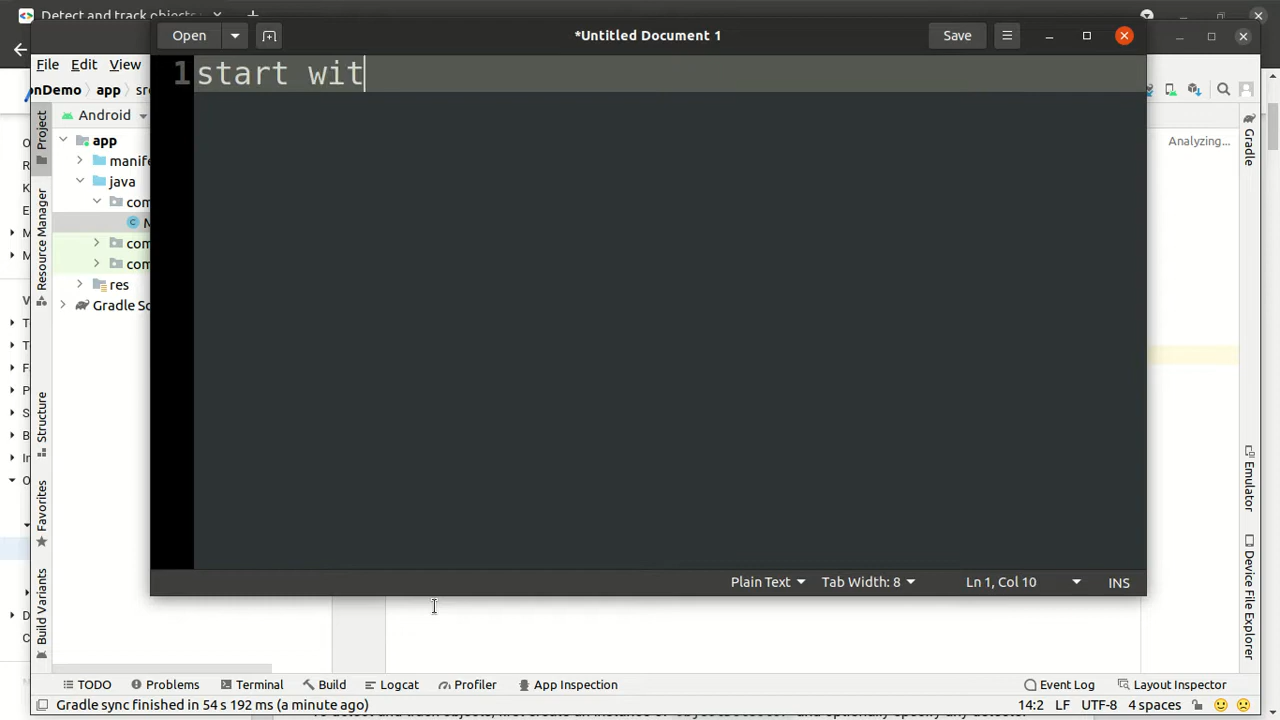 Detect and track objects
Open
*Untitled Document 1
Save
File Edit View
1 start wit
onDemo app src
Android
Analyzing...
app
manife
java
com
M
com
com
res
Gradle Sc
Project
Resource Manager
Structure
Favorites
Build Variants
Gradle
Emulator
Device File Explorer
Plain Text Tab Width: 8 Ln 1, Col 10 INS
TODO Problems Terminal Build Logcat Profiler App Inspection Event Log Layout Inspector
Gradle sync finished in 54 s 192 ms (a minute ago) 14:2 LF UTF-8 4 spaces